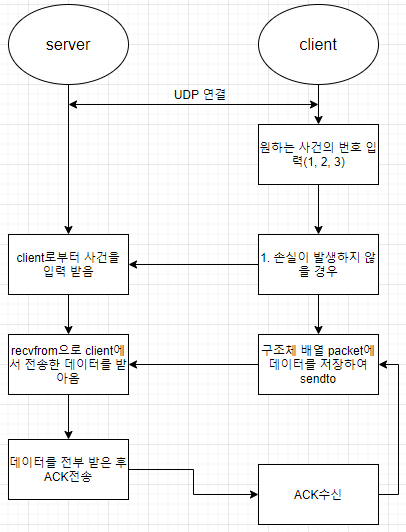 server
client
UDP 연결
원하는 사건의 번호 입
력(1, 2, 3)
client로부터 사건을
입력 받음
1. 손실이 발생하지 않
을 경우
recvfrom으로 client에
서 전송한 데이터를 받
아옴
구조체 배열 packet에
데이터를 저장하여
sendto
데이터를 전부 받은 후
ACK전송
ACK수신